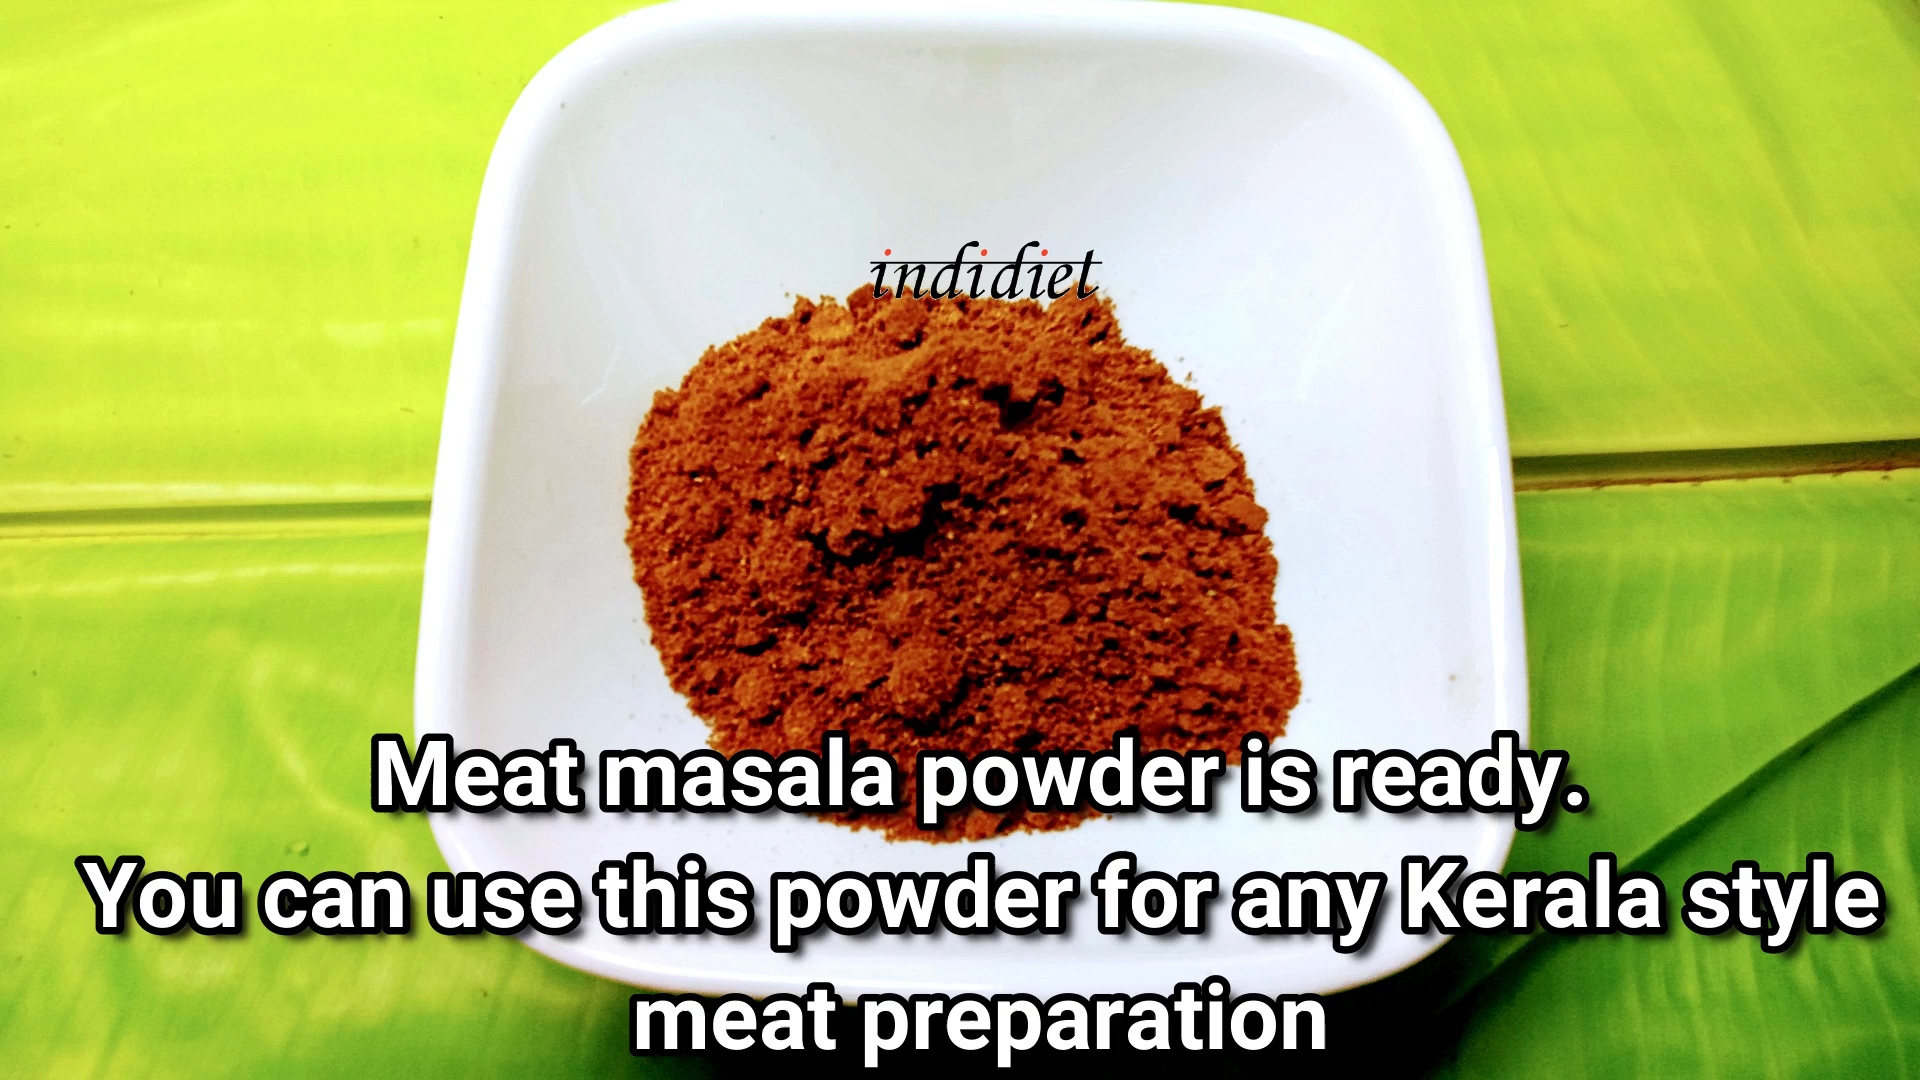 indidiet
Meat masala powder is ready.
You can use this powder for any Kerala style
meat preparation